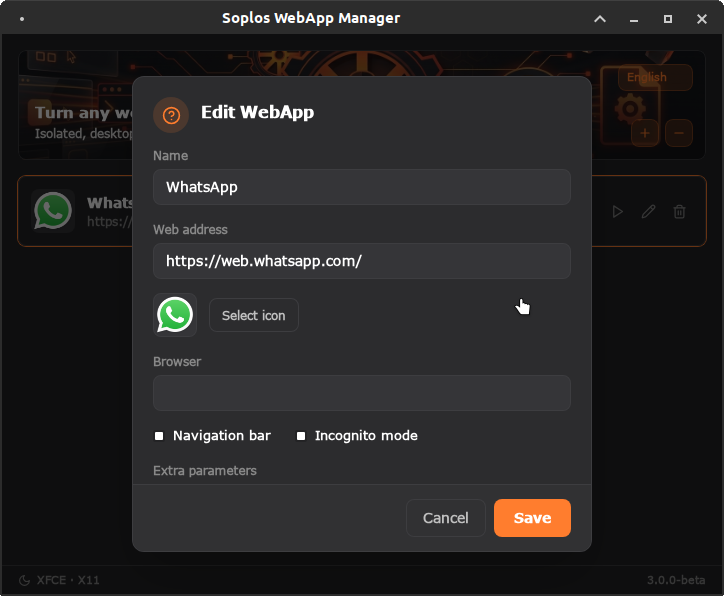 Soplos WebApp Manager
English
Turn any w
Isolated, desktop
Whats
https://
Edit WebApp
Name
WhatsApp
Web address
https://web.whatsapp.com/
Select icon
Browser
Navigation bar
Incognito mode
Extra parameters
Cancel
Save
XFCE • X11
3.0.0-beta